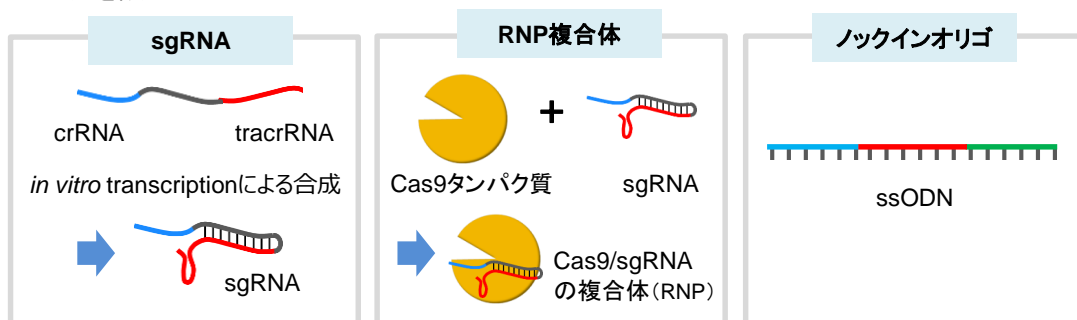 sgRNA
crRNA
tracrRNA
in vitro transcriptionによる合成
sgRNA
RNP複合体
+
Cas9タンパク質
sgRNA
Cas9/sgRNA
の複合体(RNP)
ノックインオリゴ
ssODN